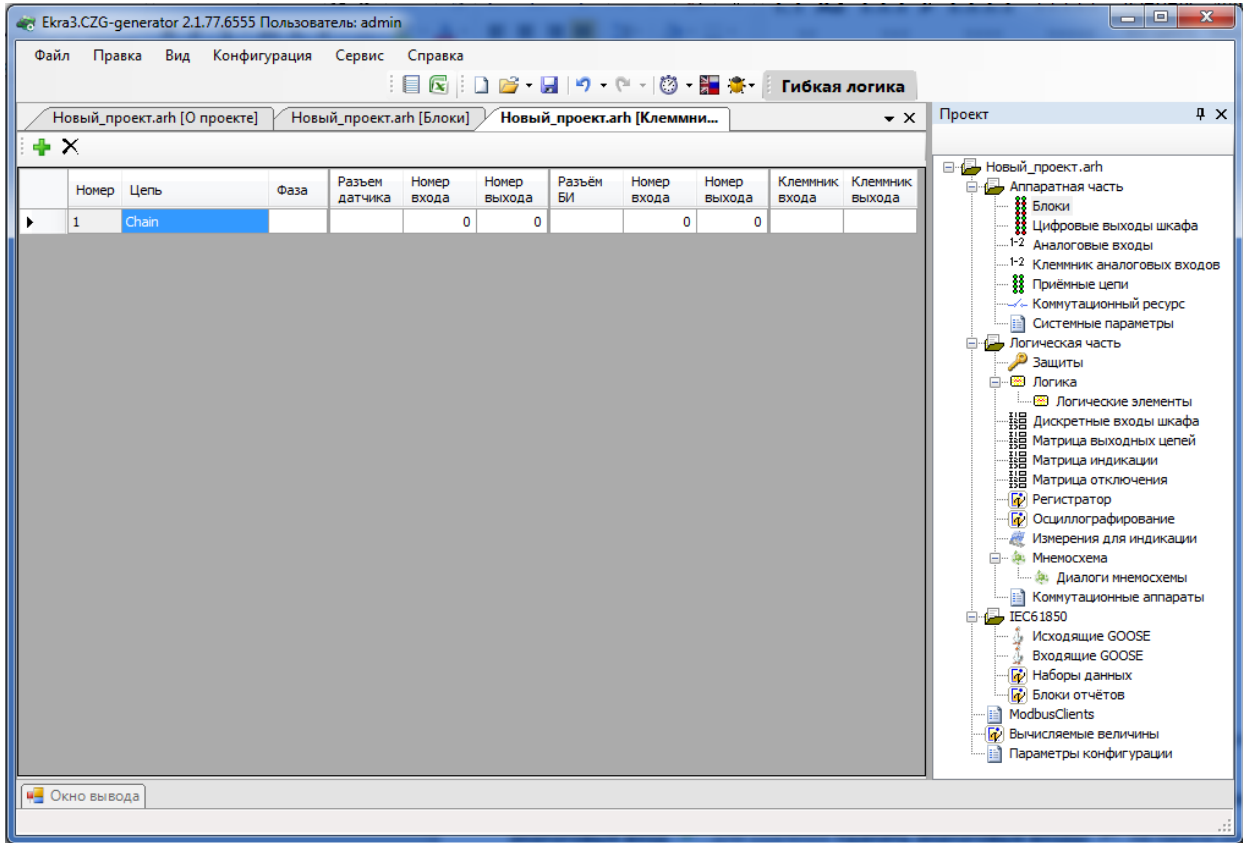 Ekra3.CZG-generator 2.1.77.6555 Пользователь: admin
Файл Правка Вид Конфигурация Сервис Справка
Гибкая логика
Новый_проект.arh [О проекте] Новый_проект.arh [Блоки] Новый_проект.arh [Клеммни...
Номер Цепь Фаза Разъем датчика Номер входа Номер выхода Разъём БИ Номер входа Номер выхода Клеммник входа Клеммник выхода
1 Chain 0 0 0 0
Проект
Новый_проект.arh
Аппаратная часть
Блоки
Цифровые выходы шкафа
1-2 Аналоговые входы
1-2 Клеммник аналоговых входов
Приёмные цепи
Коммутационный ресурс
Системные параметры
Логическая часть
Защиты
Логика
Логические элементы
Дискретные входы шкафа
Матрица выходных цепей
Матрица индикации
Матрица отключения
Регистратор
Осциллографирование
Измерения для индикации
Мнемосхема
Диалоги мнемосхемы
Коммутационные аппараты
IEC61850
Исходящие GOOSE
Входящие GOOSE
Наборы данных
Блоки отчётов
ModbusClients
Вычисляемые величины
Параметры конфигурации
Окно вывода